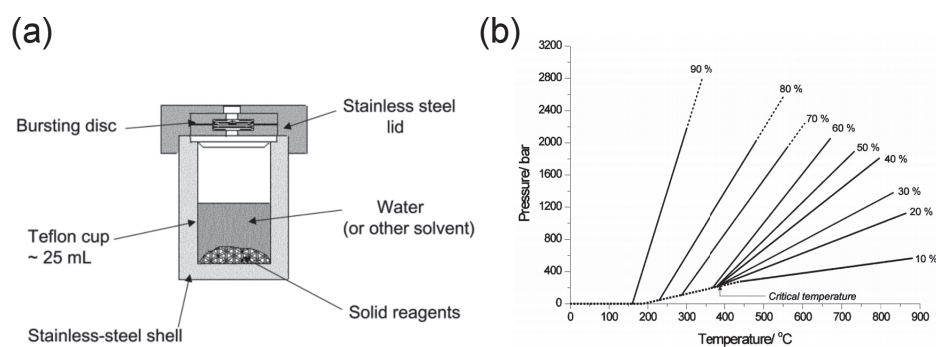 (a)
Bursting disc
Stainless steel
lid
Teflon cup
~ 25 mL
Water
(or other solvent)
Solid reagents
Stainless-steel shell
(b)
Pressure/ bar
3200
2800
2400
2000
1600
1200
800
400
0
90 %
80 %
70 %
60 %
50 %
40 %
30 %
20 %
10 %
Critical temperature
0 100 200 300 400 500 600 700 800 900
Temperature/ °C